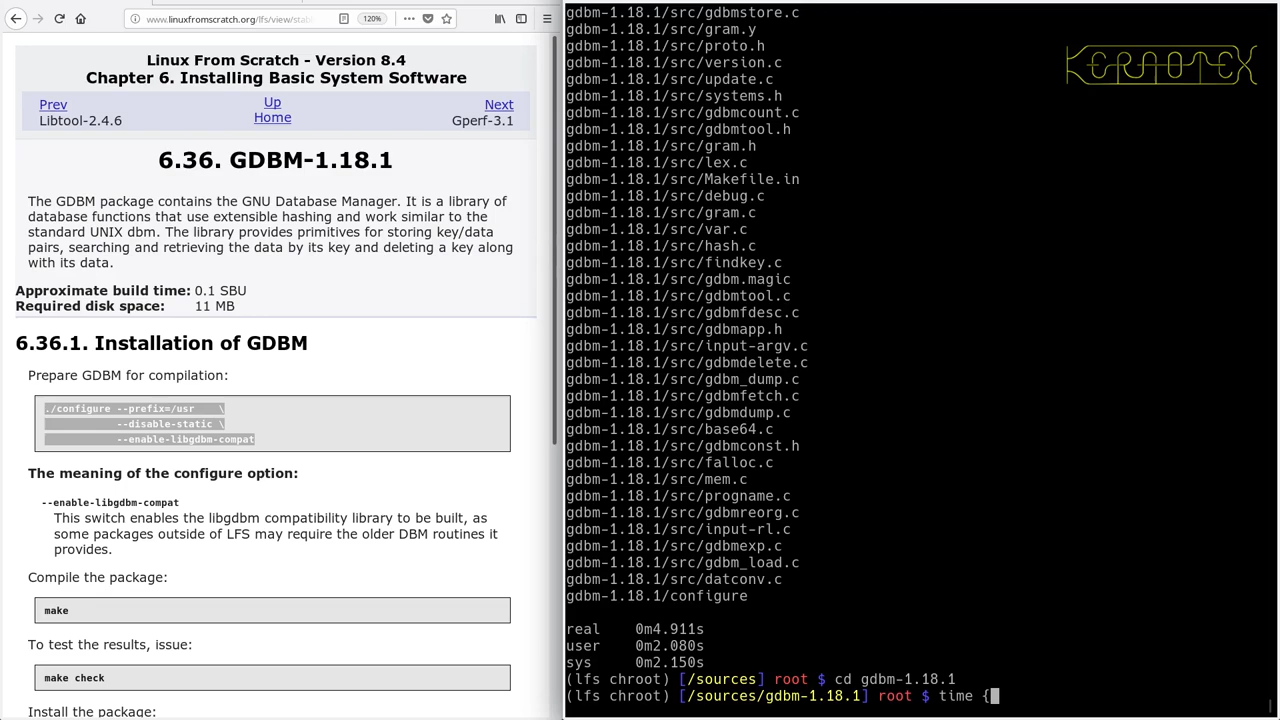 www.linuxfromscratch.org/lfs/view/stab
120%
Linux From Scratch - Version 8.4
Chapter 6. Installing Basic System Software
Prev
Up
Next
Libtool-2.4.6
Home
Gperf-3.1
6.36. GDBM-1.18.1
The GDBM package contains the GNU Database Manager. It is a library of
database functions that use extensible hashing and work similar to the
standard UNIX dbm. The library provides primitives for storing key/data
pairs, searching and retrieving the data by its key and deleting a key along
with its data.
Approximate build time: 0.1 SBU
Required disk space: 11 MB
6.36.1. Installation of GDBM
Prepare GDBM for compilation:
./configure --prefix=/usr \
--disable-static \
--enable-libgdbm-compat
The meaning of the configure option:
--enable-libgdbm-compat
This switch enables the libgdbm compatibility library to be built, as
some packages outside of LFS may require the older DBM routines it
provides.
Compile the package:
make
To test the results, issue:
make check
Install the package:
gdbm-1.18.1/src/gdbmstore.c
gdbm-1.18.1/src/gram.y
gdbm-1.18.1/src/proto.h
gdbm-1.18.1/src/version.c
gdbm-1.18.1/src/update.c
gdbm-1.18.1/src/systems.h
gdbm-1.18.1/src/gdbmcount.c
gdbm-1.18.1/src/gdbmtool.h
gdbm-1.18.1/src/gram.h
gdbm-1.18.1/src/lex.c
gdbm-1.18.1/src/Makefile.in
gdbm-1.18.1/src/debug.c
gdbm-1.18.1/src/gram.c
gdbm-1.18.1/src/var.c
gdbm-1.18.1/src/hash.c
gdbm-1.18.1/src/findkey.c
gdbm-1.18.1/src/gdbm.magic
gdbm-1.18.1/src/gdbmtool.c
gdbm-1.18.1/src/gdbmfdesc.c
gdbm-1.18.1/src/gdbmapp.h
gdbm-1.18.1/src/input-argv.c
gdbm-1.18.1/src/gdbmdelete.c
gdbm-1.18.1/src/gdbm_dump.c
gdbm-1.18.1/src/gdbmfetch.c
gdbm-1.18.1/src/gdbmdump.c
gdbm-1.18.1/src/base64.c
gdbm-1.18.1/src/gdbmconst.h
gdbm-1.18.1/src/falloc.c
gdbm-1.18.1/src/mem.c
gdbm-1.18.1/src/progname.c
gdbm-1.18.1/src/gdbmreorg.c
gdbm-1.18.1/src/input-rl.c
gdbm-1.18.1/src/gdbmexp.c
gdbm-1.18.1/src/gdbm_load.c
gdbm-1.18.1/src/datconv.c
gdbm-1.18.1/configure
real 0m4.911s
user 0m2.080s
sys 0m2.150s
(lfs chroot) [/sources] root $ cd gdbm-1.18.1
(lfs chroot) [/sources/gdbm-1.18.1] root $ time {